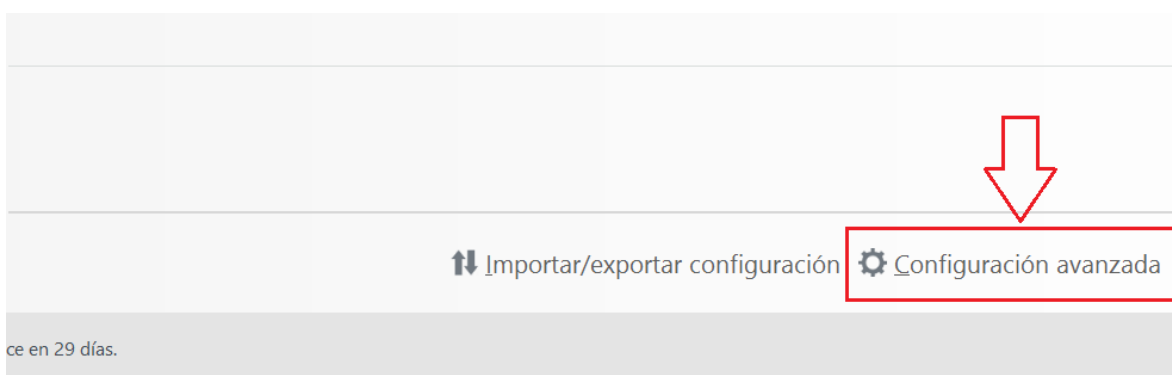 Importar/exportar configuración Configuración avanzada
ce en 29 días.